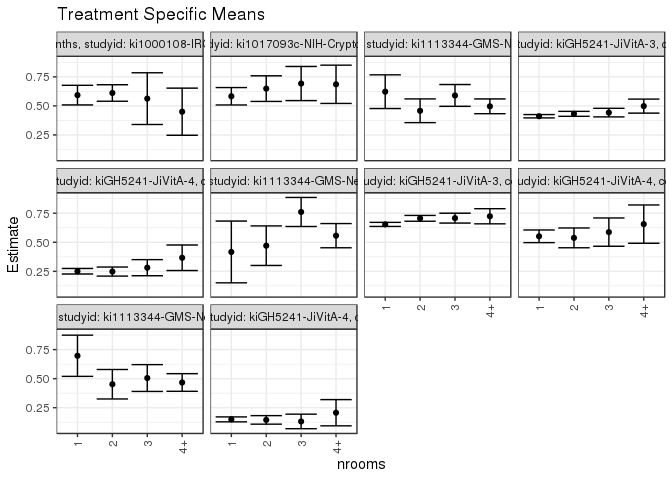 Treatment Specific Means
nths, studyid: ki1000108-IR
studyid: ki1017093c-NIH-Crypto
studyid: ki1113344-GMS-N
studyid: kiGH5241-JiVitA-3, c
0.75
0.50
0.25
studyid: kiGH5241-JiVitA-4, c
studyid: ki1113344-GMS-Ne
studyid: kiGH5241-JiVitA-3, c
studyid: kiGH5241-JiVitA-4, c
0.75
0.50
0.25
Estimate
1 2 3 4+
1 2 3 4+
studyid: ki1113344-GMS-Ne
studyid: kiGH5241-JiVitA-4, c
0.75
0.50
0.25
1 2 3 4+
1 2 3 4+
nrooms